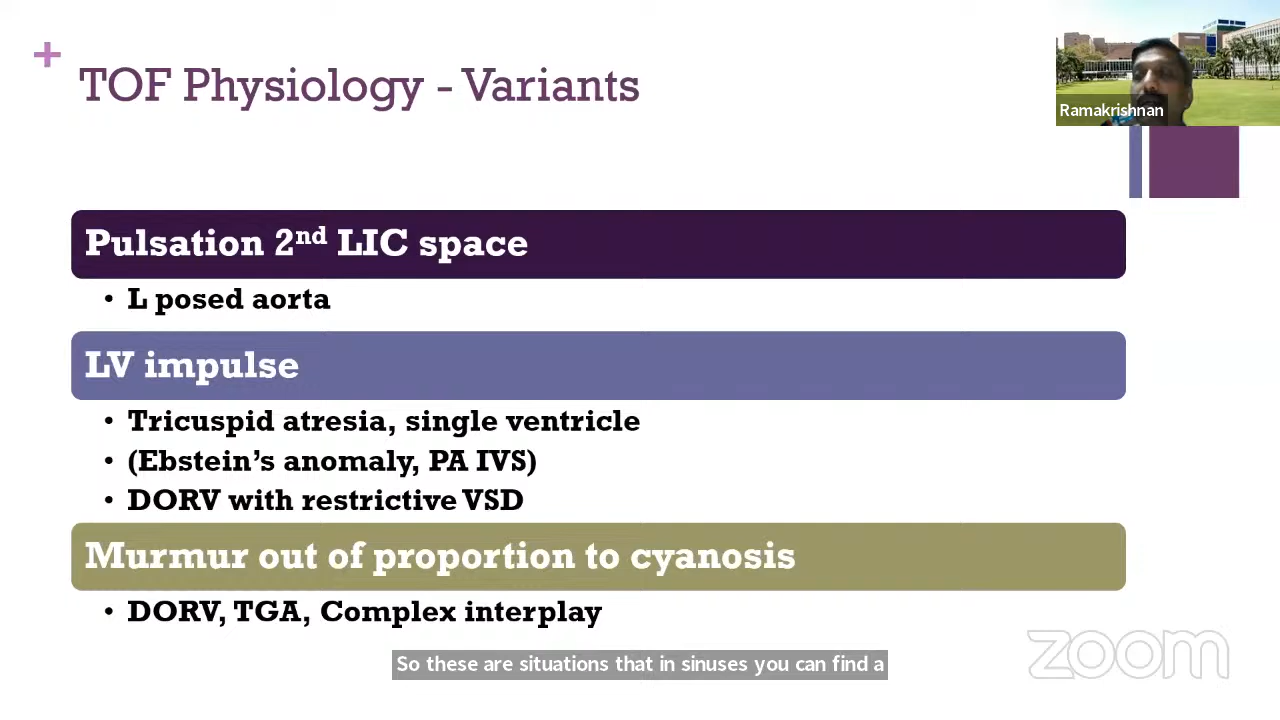 +
TOF Physiology - Variants
Ramakrishnan
Pulsation 2nd LIC space
• L posed aorta
LV impulse
• Tricuspid atresia, single ventricle
• (Ebstein's anomaly, PA IVS)
• DORV with restrictive VSD
Murmur out of proportion to cyanosis
• DORV, TGA, Complex interplay
So these are situations that in sinuses you can find a
zoom